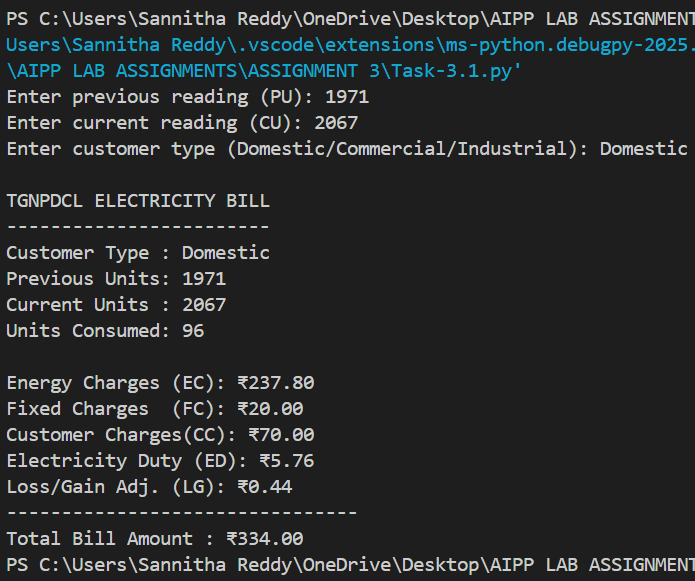 PS C:\Users\Sannitha Reddy\OneDrive\Desktop\AIPP LAB ASSIGNMENT
Users\Sannitha Reddy\.vscode\extensions\ms-python.debugpy-2025.
\AIPP LAB ASSIGNMENTS\ASSIGNMENT 3\Task-3.1.py'
Enter previous reading (PU): 1971
Enter current reading (CU): 2067
Enter customer type (Domestic/Commercial/Industrial): Domestic
TGNPDCL ELECTRICITY BILL
------------------------
Customer Type : Domestic
Previous Units: 1971
Current Units : 2067
Units Consumed: 96
Energy Charges (EC): ₹237.80
Fixed Charges  (FC): ₹20.00
Customer Charges(CC): ₹70.00
Electricity Duty (ED): ₹5.76
Loss/Gain Adj. (LG): ₹0.44
--------------------------------
Total Bill Amount : ₹334.00
PS C:\Users\Sannitha Reddy\OneDrive\Desktop\AIPP LAB ASSIGNMENT